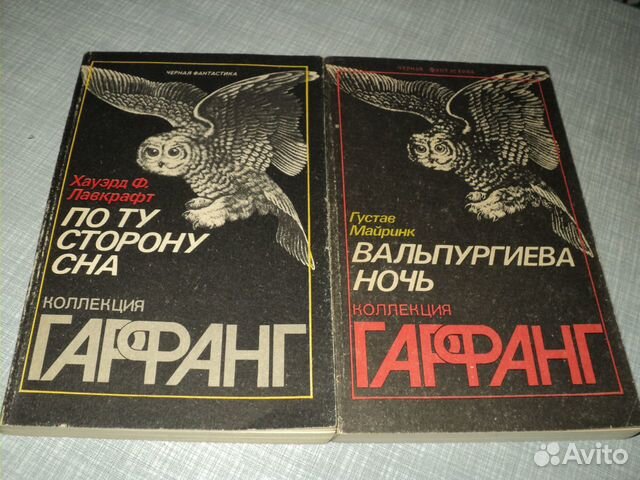 ЧЕРНАЯ ФАНТАСТИКА
Хауэрд Ф.
Лавкрафт
ПО ТУ
СТОРОНУ
СНА
КОЛЛЕКЦИЯ
ГАРФАНГ
ЧЕРНАЯ ФАНТАСТИКА
Густав
Майринк
ВАЛЬПУРГИЕВА
НОЧЬ
КОЛЛЕКЦИЯ
ГАРФАНГ
Avito